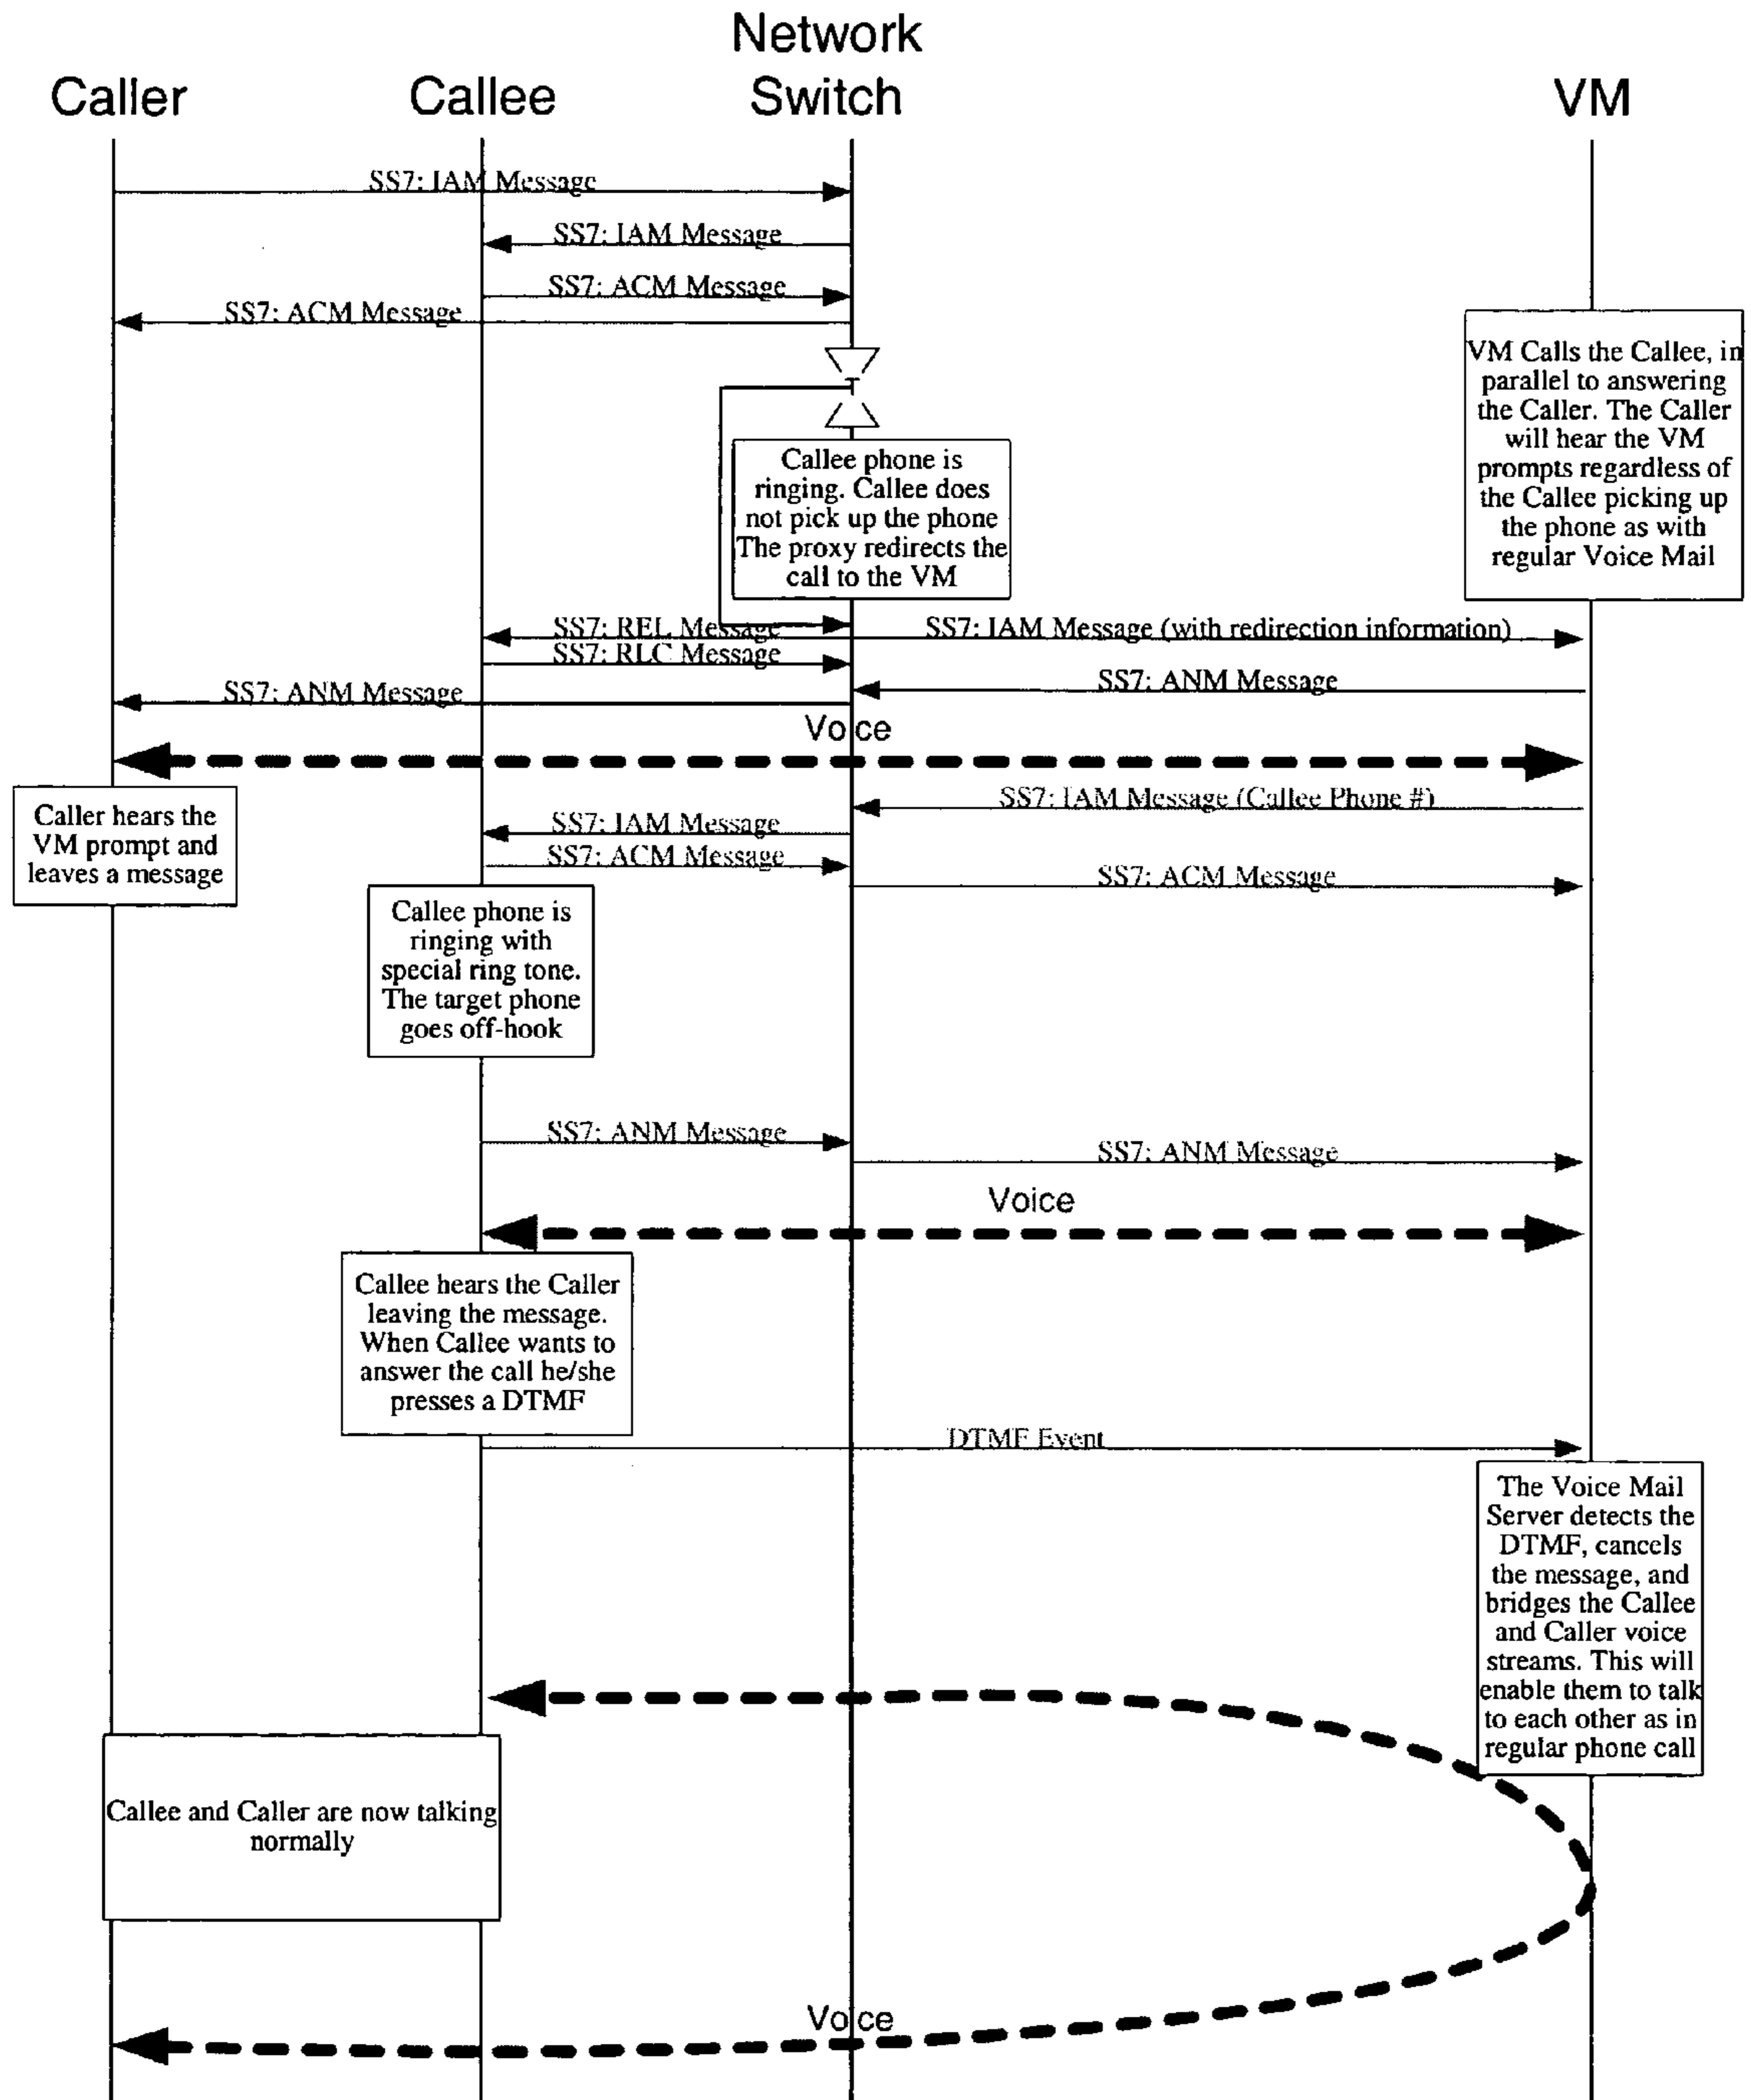 Network
Caller Callee Switch VM
SS7: IAM Message
SS7: IAM Message
SS7: ACM Message
SS7: ACM Message
VM Calls the Callee, in
parallel to answering
the Caller. The Caller
will hear the VM
prompts regardless of
the Callee picking up
the phone as with
regular Voice Mail
Callee phone is
ringing. Callee does
not pick up the phone
The proxy redirects the
call to the VM
SS7: REL Message
SS7: IAM Message (with redirection information)
SS7: RLC Message
SS7: ANM Message
SS7: ANM Message
Voice
SS7: IAM Message (Callee Phone #)
Caller hears the
VM prompt and
leaves a message
SS7: IAM Message
SS7: ACM Message
SS7: ACM Message
Callee phone is
ringing with
special ring tone.
The target phone
goes off-hook
SS7: ANM Message
SS7: ANM Message
Voice
Callee hears the Caller
leaving the message.
When Callee wants to
answer the call he/she
presses a DTMF
DTMF Event
The Voice Mail
Server detects the
DTMF, cancels
the message, and
bridges the Callee
and Caller voice
streams. This will
enable them to talk
to each other as in
regular phone call
Callee and Caller are now talking
normally
Voice